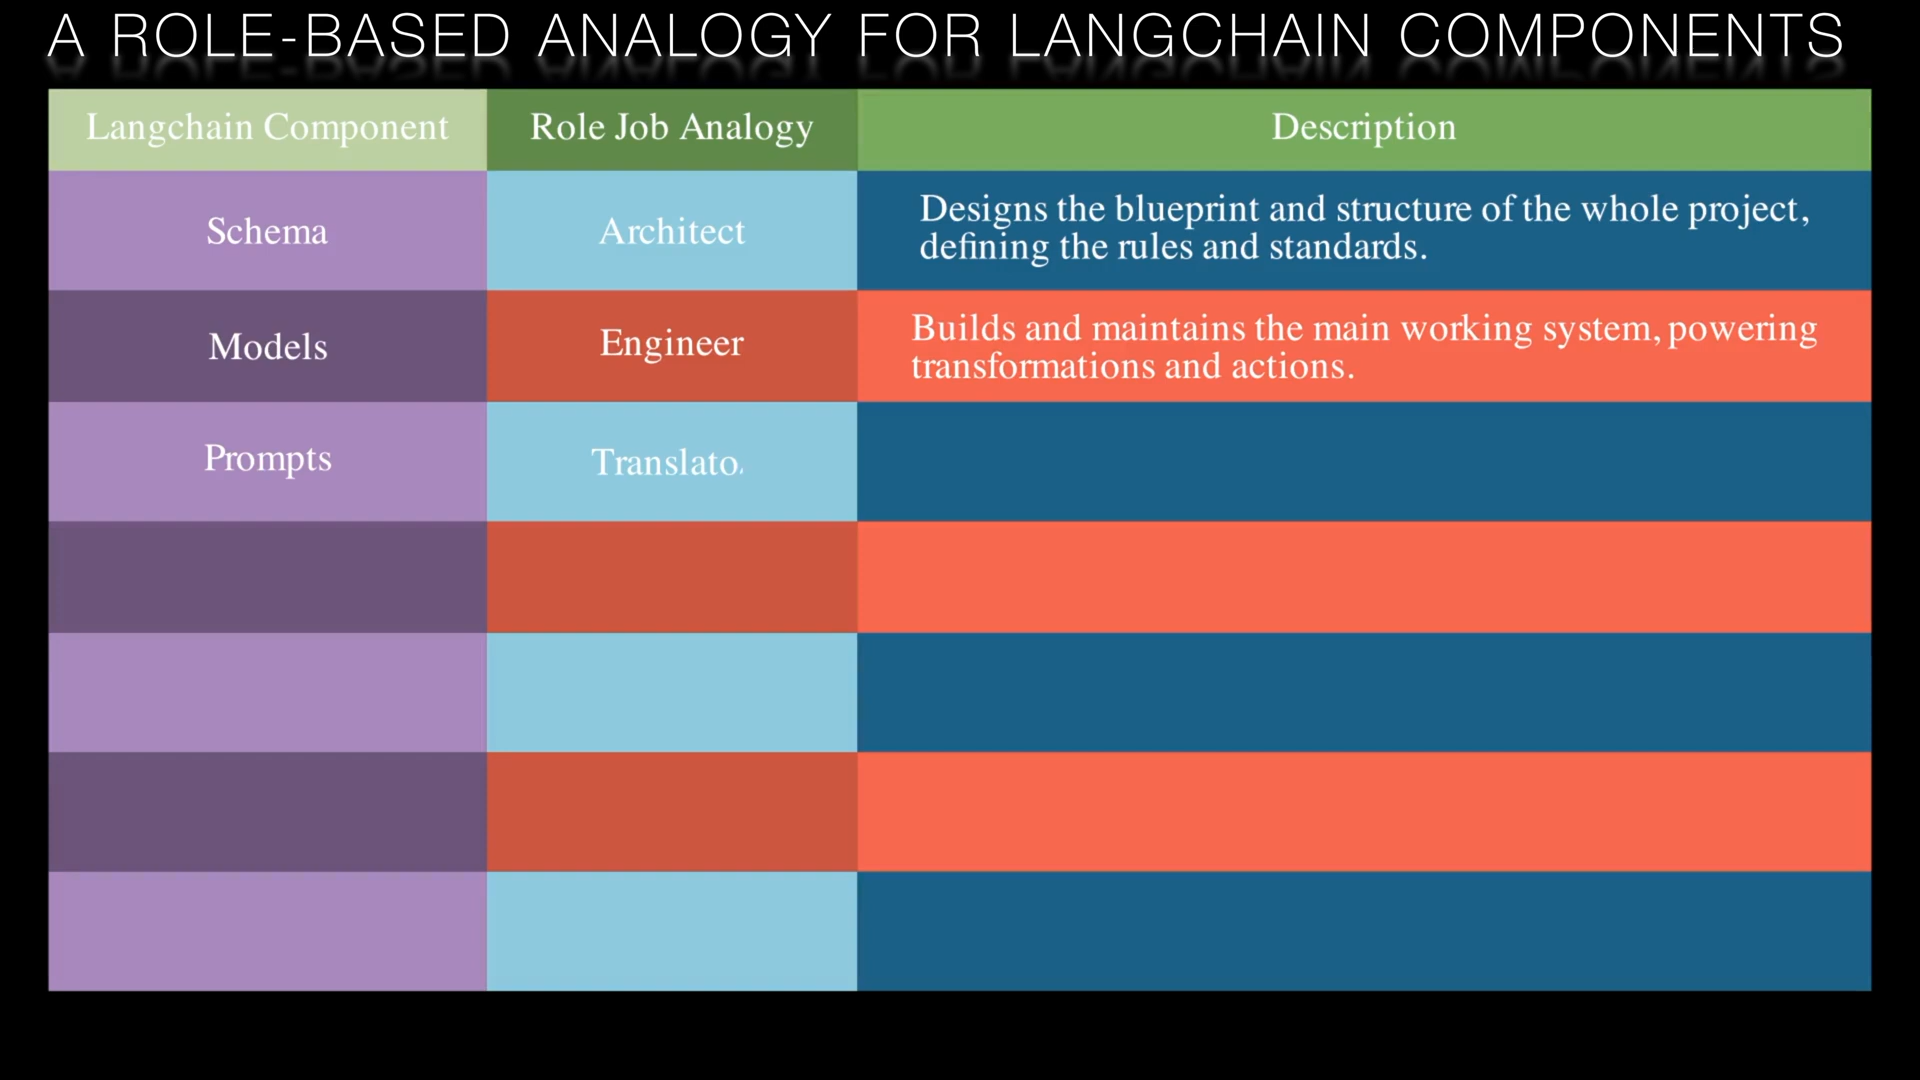 A ROLE-BASED ANALOGY FOR LANGCHAIN COMPONENTS
Langchain Component
Role Job Analogy
Description
Schema
Architect
Designs the blueprint and structure of the whole project,
defining the rules and standards.
Models
Engineer
Builds and maintains the main working system, powering
transformations and actions.
Prompts
Translato